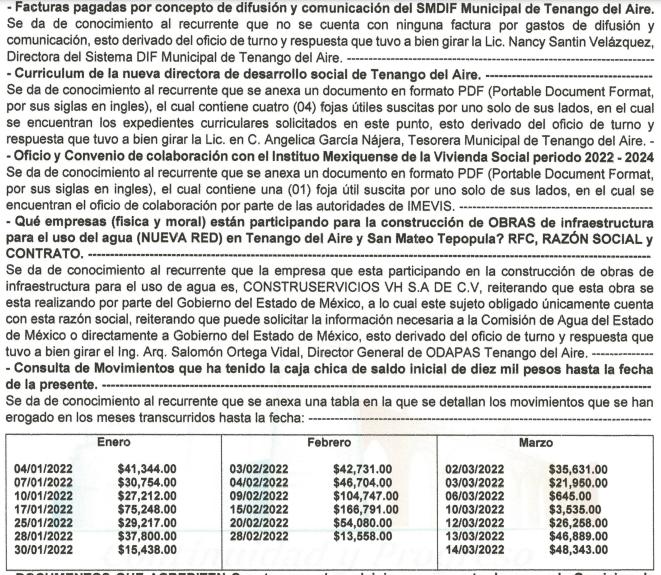 - Facturas pagadas por concepto de difusión y comunicación del SMDIF Municipal de Tenango del Aire.
Se da de conocimiento al recurrente que no se cuenta con ninguna factura por gastos de difusión y
comunicación, esto derivado del oficio de turno y respuesta que tuvo a bien girar la Lic. Nancy Santin Velázquez,
Directora del Sistema DIF Municipal de Tenango del Aire. --------------------
- Curriculum de la nueva directora de desarrollo social de Tenango del Aire. --------------------
Se da de conocimiento al recurrente que se anexa un documento en formato PDF (Portable Document Format,
por sus siglas en ingles), el cual contiene cuatro (04) fojas útiles suscitas por uno solo de sus lados, en el cual
se encuentran los expedientes curriculares solicitados en este punto, esto derivado del oficio de turno y
respuesta que tuvo a bien girar la Lic. en C. Angelica García Nájera, Tesorera Municipal de Tenango del Aire. -
- Oficio y Convenio de colaboración con el Instituo Mexiquense de la Vivienda Social periodo 2022 - 2024
Se da de conocimiento al recurrente que se anexa un documento en formato PDF (Portable Document Format,
por sus siglas en ingles), el cual contiene una (01) foja útil suscita por uno solo de sus lados, en el cual se
encuentran el oficio de colaboración por parte de las autoridades de IMEVIS. --------------------
- Qué empresas (fisica y moral) están participando para la construcción de OBRAS de infraestructura
para el uso del agua (NUEVA RED) en Tenango del Aire y San Mateo Tepopula? RFC, RAZÓN SOCIAL y
CONTRATO. --------------------
Se da de conocimiento al recurrente que la empresa que esta participando en la construcción de obras de
infraestructura para el uso de agua es, CONSTRUSERVICIOS VH S.A DE C.V, reiterando que esta obra se
esta realizando por parte del Gobierno del Estado de México, a lo cual este sujeto obligado únicamente cuenta
con esta razón social, reiterando que puede solicitar la información necesaria a la Comisión de Agua del Estado
de México o directamente a Gobierno del Estado de México, esto derivado del oficio de turno y respuesta que
tuvo a bien girar el Ing. Arq. Salomón Ortega Vidal, Director General de ODAPAS Tenango del Aire. -------------
- Consulta de Movimientos que ha tenido la caja chica de saldo inicial de diez mil pesos hasta la fecha
de la presente. --------------------
Se da de conocimiento al recurrente que se anexa una tabla en la que se detallan los movimientos que se han
erogado en los meses transcurridos hasta la fecha: --------------------
Enero Febrero Marzo
04/01/2022 $41,344.00 03/02/2022 $42,731.00 02/03/2022 $35,631.00
07/01/2022 $30,754.00 04/02/2022 $46,704.00 03/03/2022 $21,950.00
10/01/2022 $27,212.00 09/02/2022 $104,747.00 06/03/2022 $645.00
17/01/2022 $75,248.00 15/02/2022 $166,791.00 10/03/2022 $3,535.00
25/01/2022 $29,217.00 20/02/2022 $54,080.00 12/03/2022 $26,258.00
28/01/2022 $37,800.00 28/02/2022 $13,558.00 13/03/2022 $46,889.00
30/01/2022 $15,438.00 14/03/2022 $48,343.00